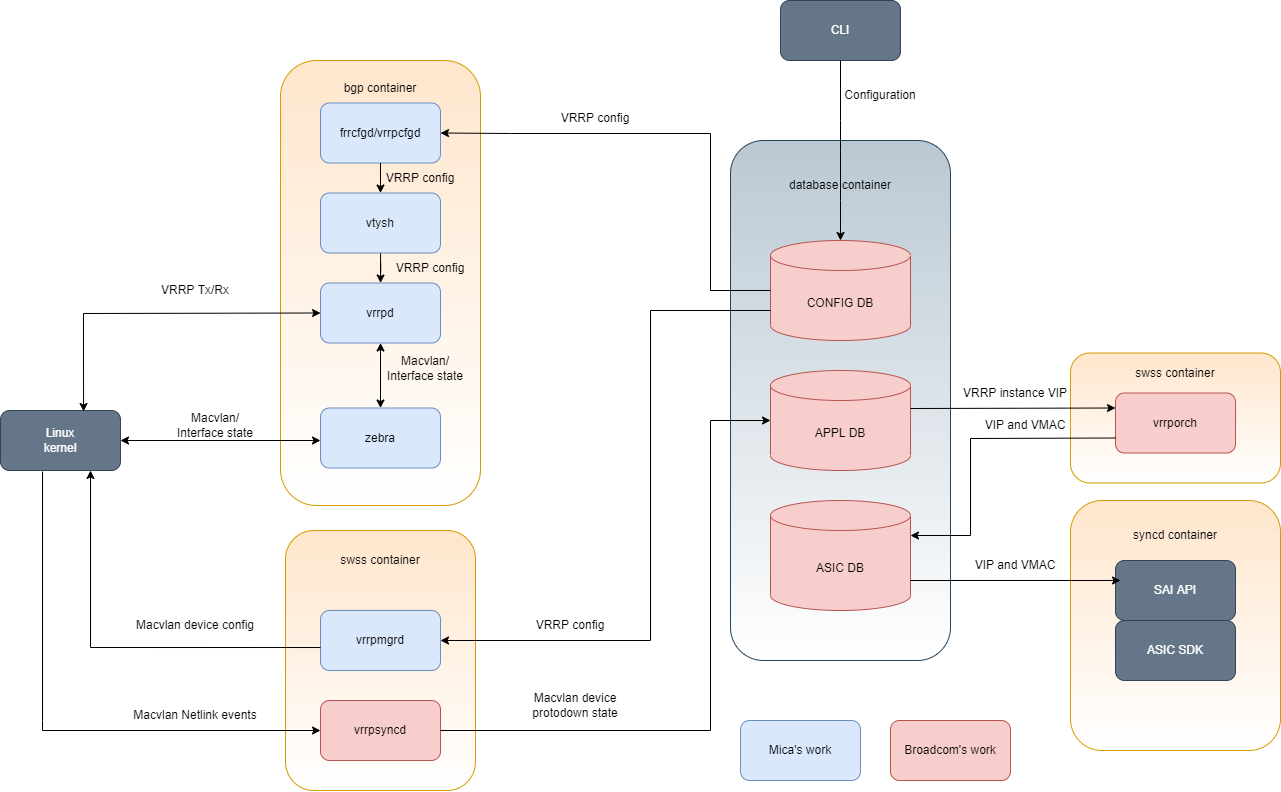 CLI
Configuration
bgp container
frrcfgd/vrrpcfgd
VRRP config
VRRP config
vtysh
VRRP config
VRRP Tx/Rx
vrrpd
Macvlan/
Interface state
Macvlan/
Interface state
zebra
Linux
kernel
database container
CONFIG DB
APPL DB
ASIC DB
swss container
VRRP instance VIP
vrrporch
VIP and VMAC
syncd container
VIP and VMAC
SAI API
ASIC SDK
swss container
Macvlan device config
vrrpmgrd
VRRP config
Macvlan Netlink events
vrrpsyncd
Macvlan device
protodown state
Mica's work
Broadcom's work